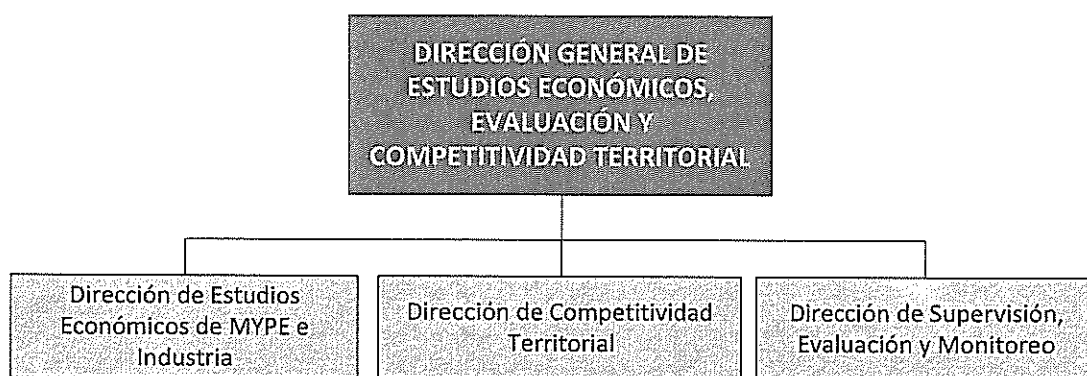 DIRECCIÓN GENERAL DE
ESTUDIOS ECONÓMICOS,
EVALUACIÓN Y
COMPETITIVIDAD TERRITORIAL
Dirección de Estudios
Económicos de MYPE e
Industria
Dirección de Competitividad
Territorial
Dirección de Supervisión,
Evaluación y Monitoreo